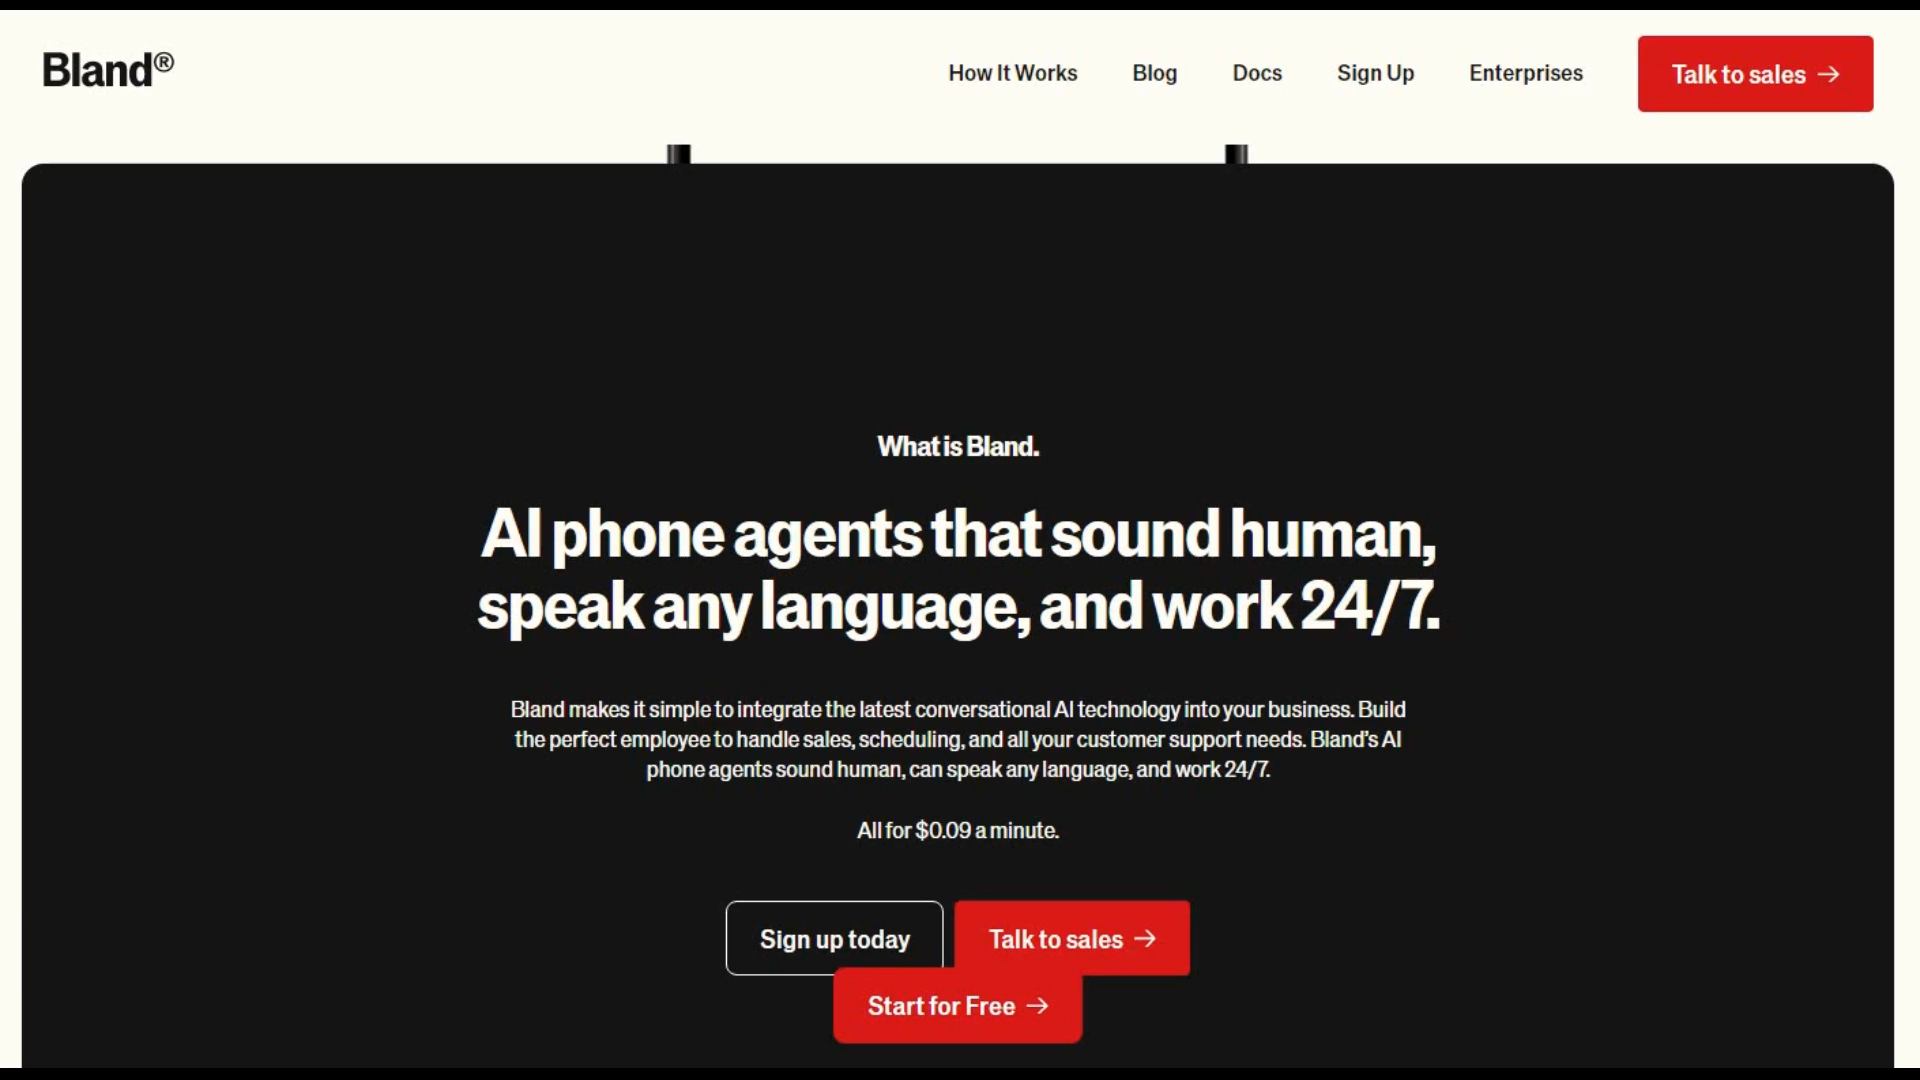 Bland®
How It Works
Blog
Docs
Sign Up
Enterprises
Talk to sales →
What is Bland.
AI phone agents that sound human,
speak any language, and work 24/7.
Bland makes it simple to integrate the latest conversational AI technology into your business. Build
the perfect employee to handle sales, scheduling, and all your customer support needs. Bland’s AI
phone agents sound human, can speak any language, and work 24/7.
All for $0.09 a minute.
Sign up today
Talk to sales →
Start for Free →